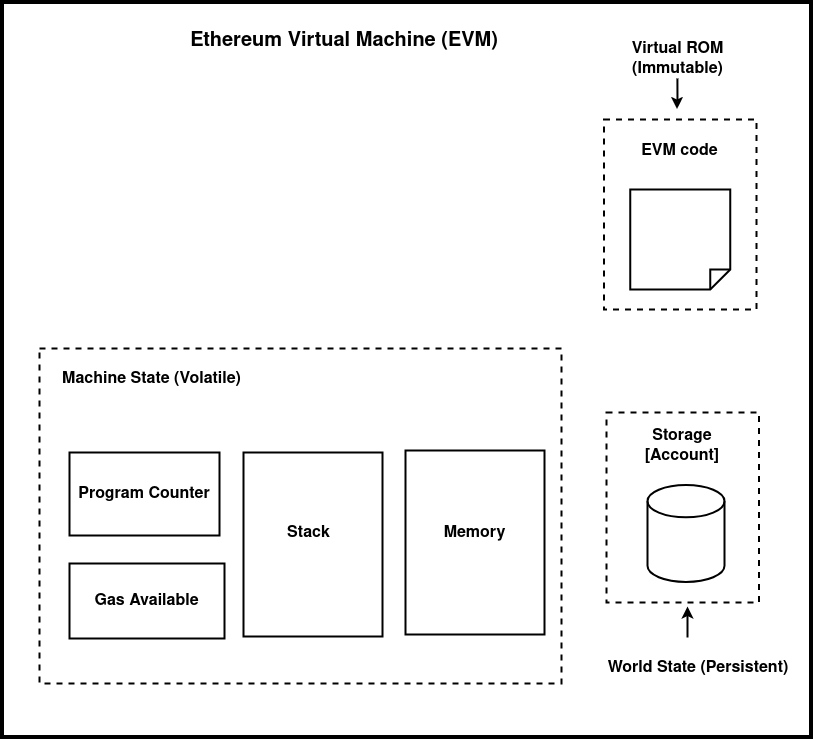 Ethereum Virtual Machine (EVM)
Virtual ROM
(Immutable)
EVM code
Machine State (Volatile)
Program Counter
Gas Available
Stack
Memory
Storage
[Account]
World State (Persistent)